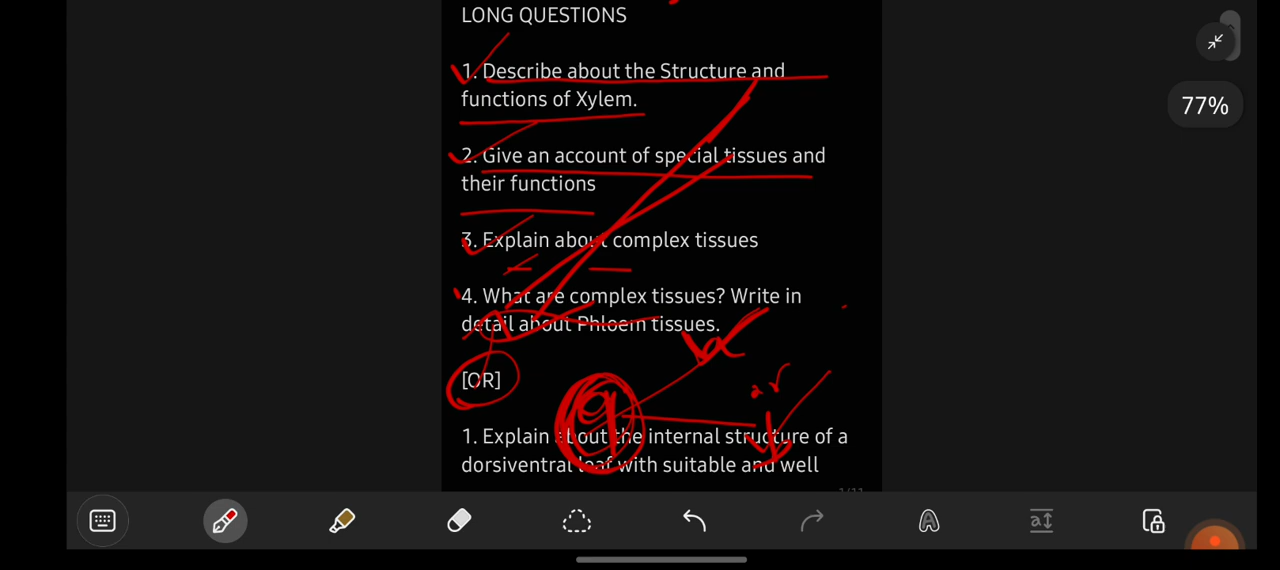 LONG QUESTIONS
1. Describe about the Structure and
functions of Xylem.
77%
2. Give an account of special tissues and
their functions
3. Explain about complex tissues
4. What are complex tissues? Write in
detail about Phloem tissues.
[OR]
1. Explain about the internal structure of a
dorsiventral leaf with suitable and well